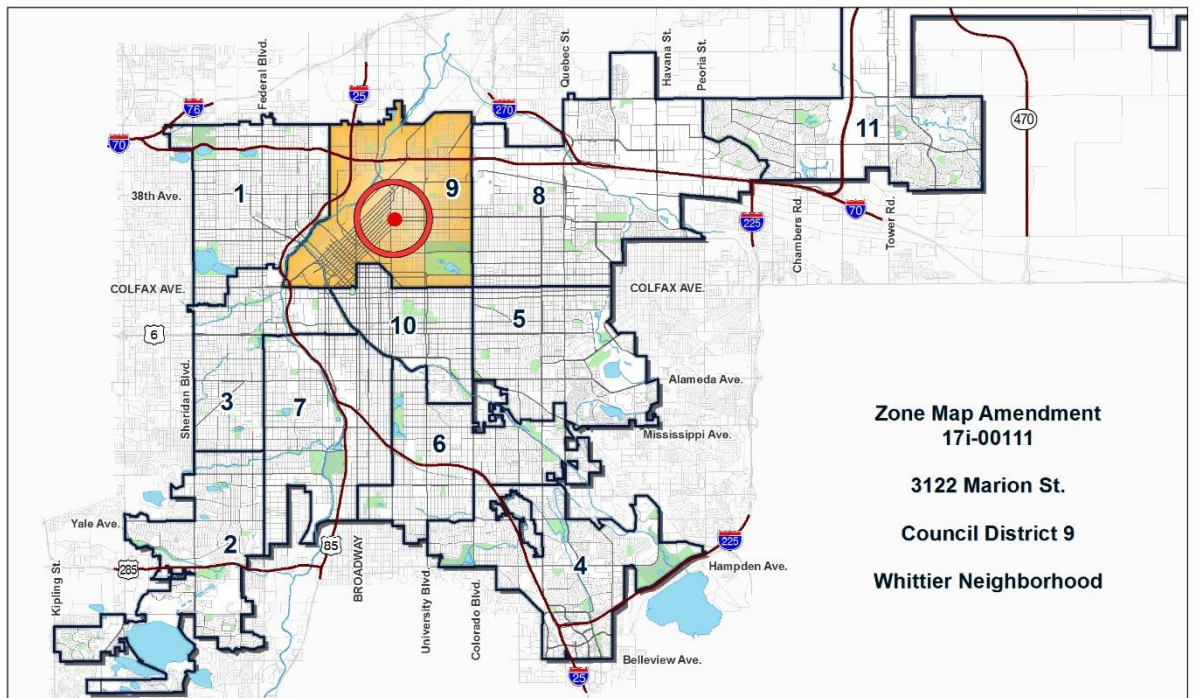 Federal Blvd.
Quebec St.
Havana St.
Peoria St.
76
25
270
70
470
11
1
9
8
38th Ave.
225
70
Chambers Rd.
Tower Rd.
COLFAX AVE.
COLFAX AVE.
6
10
5
Sheridan Blvd.
3
7
Alameda Ave.
6
Mississippi Ave.
Zone Map Amendment
17i-00111
3122 Marion St.
Council District 9
Whittier Neighborhood
Yale Ave.
2
85
BROADWAY
225
4
Hampden Ave.
285
Kipling St.
University Blvd.
Colorado Blvd.
Belleview Ave.
25